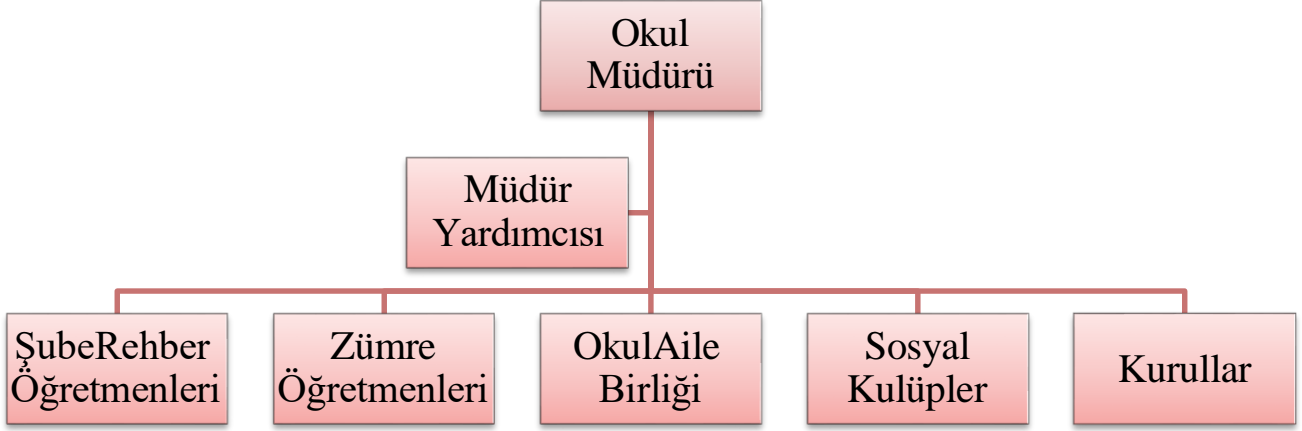 Okul
Müdürü
Müdür
Yardımcısı
ŞubeRehber
Öğretmenleri
Zümre
Öğretmenleri
OkulAile
Birliği
Sosyal
Kulüpler
Kurullar